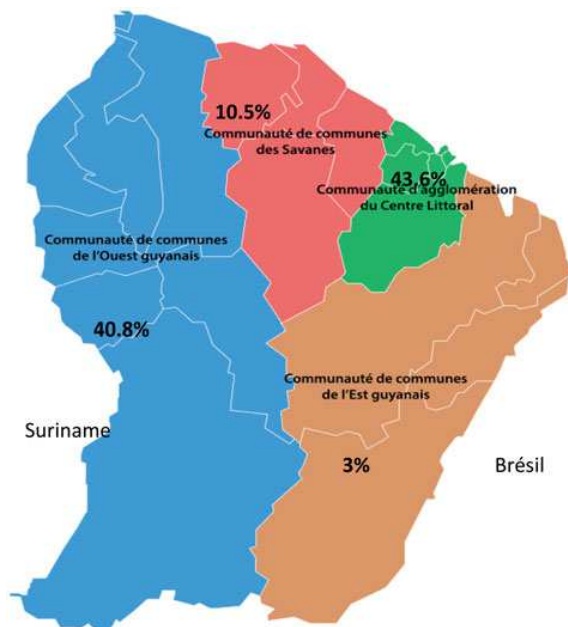 10.5%
Communauté de communes
des Savanes
43,6%
Communauté d'agglomération
du Centre Littoral
Communauté de communes
de l'Ouest guyanais
40.8%
Communauté de communes
de l'Est guyanais
Suriname
3%
Brésil